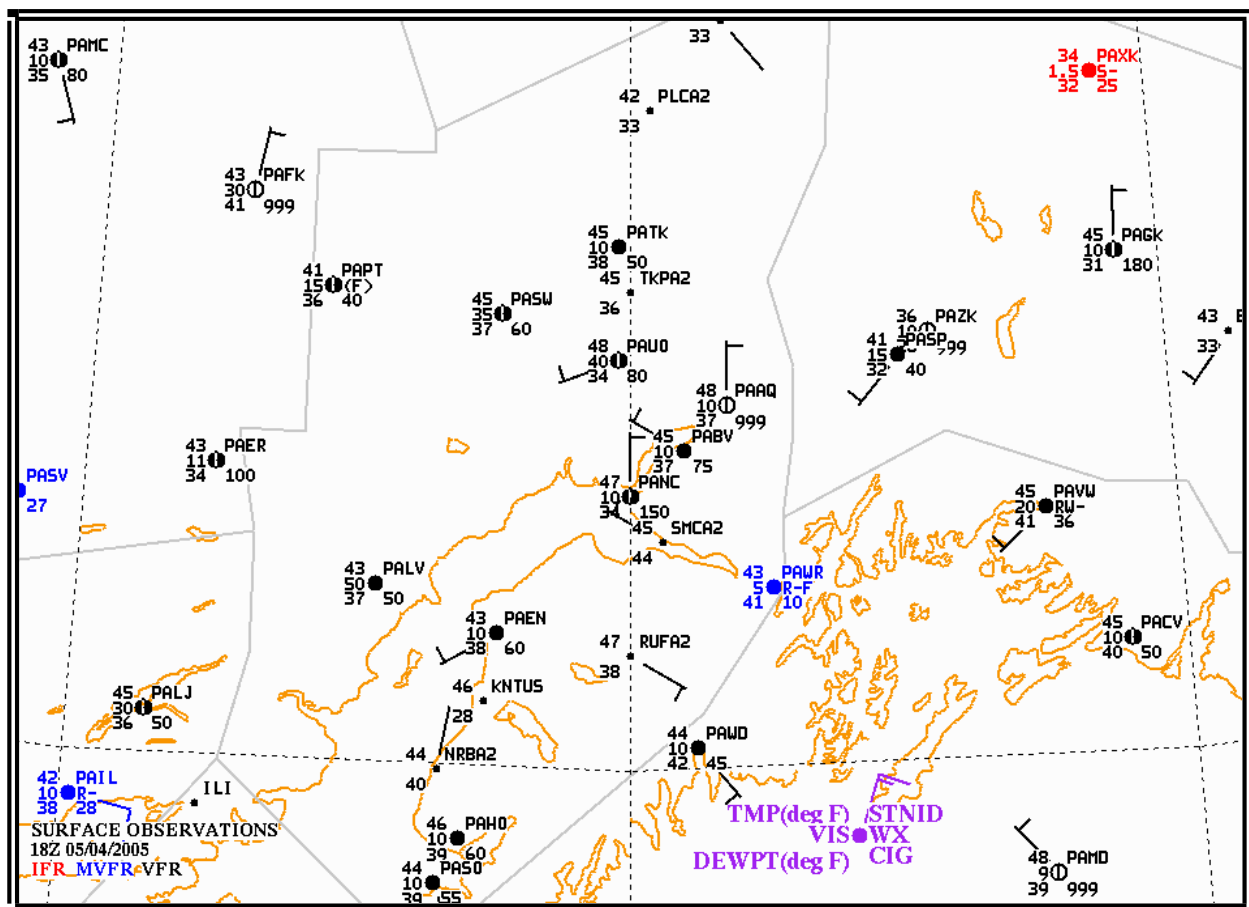 43 PAMC
10
35 80
33
42 PLCA2
33
34 PAXK
1.5 S-
32 25
43 PAFK
30
41 999
45 PATK
10
38 50
45 TKPA2
36
45 PAGK
10
31 180
41 PAPT
15 (F)
36 40
45 PASW
35
37 60
48 PAUO
40
34 80
36 PAZK
10
999
41 PASP
15
32 40
43
33
48 PAAQ
10
37 999
45 PABV
10
37 75
43 PAER
11
34 100
PASV
27
47 PANC
10
34 150
45 SMCA2
44
45 PAVW
20 RW-
41 36
43 PALV
50
37 50
43 PAWR
5 R-F
41 10
43 PAEN
10
38 60
47 RUFA2
38
45 PACV
10
40 50
45 PALJ
30
36 50
46 KNTUS
28
44 PAWD
10
42 45
44 NRBA2
40
42 PAIL
10 R-
38 28
ILI
46 PAHO
10
39 60
44 PASO
10
39 55
48 PAMD
9
39 999
TMP(deg F) STNID
VIS WX
DEWPT(deg F) CIG
SURFACE OBSERVATIONS
18Z 05/04/2005
IFR MVFR VFR